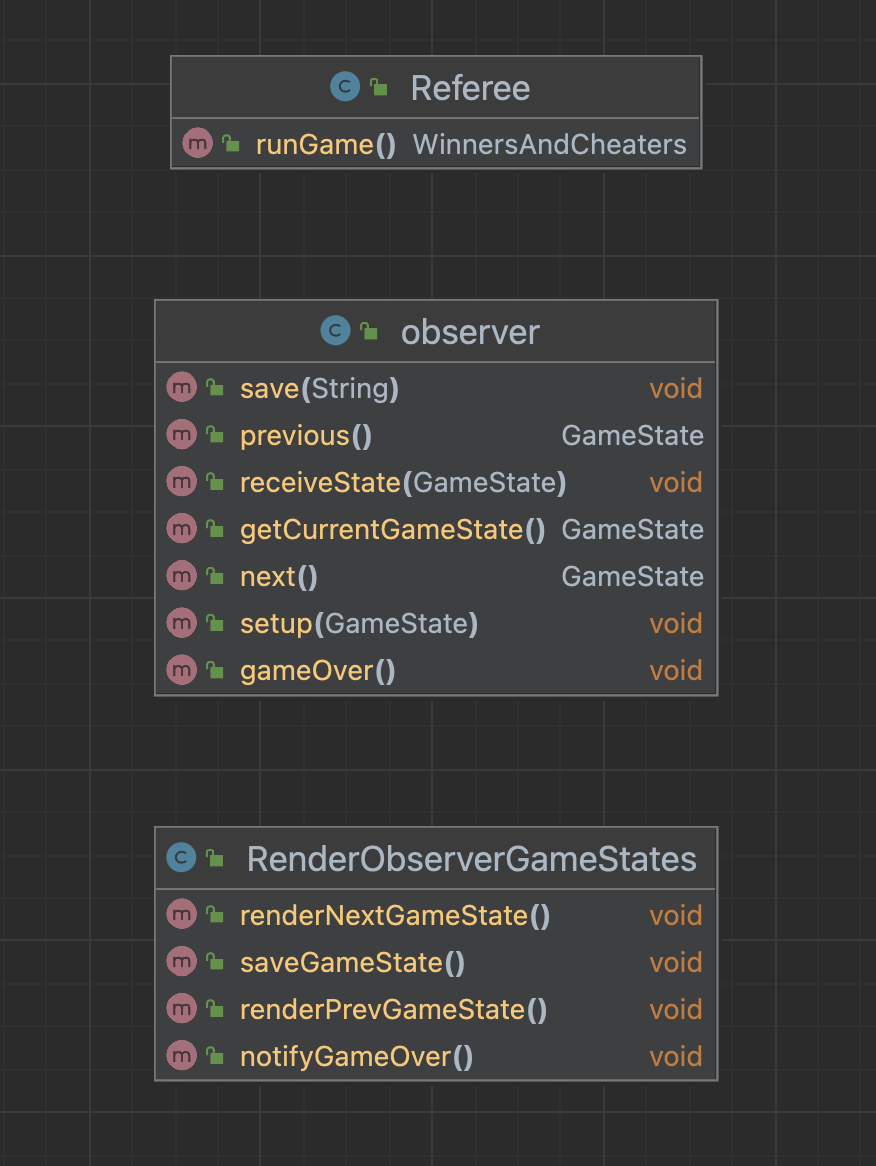 C Referee
m runGame() WinnersAndCheaters
C observer
m save(String) void
m previous() GameState
m receiveState(GameState) void
m getCurrentGameState() GameState
m next() GameState
m setup(GameState) void
m gameOver() void
C RenderObserverGameStates
m renderNextGameState() void
m saveGameState() void
m renderPrevGameState() void
m notifyGameOver() void